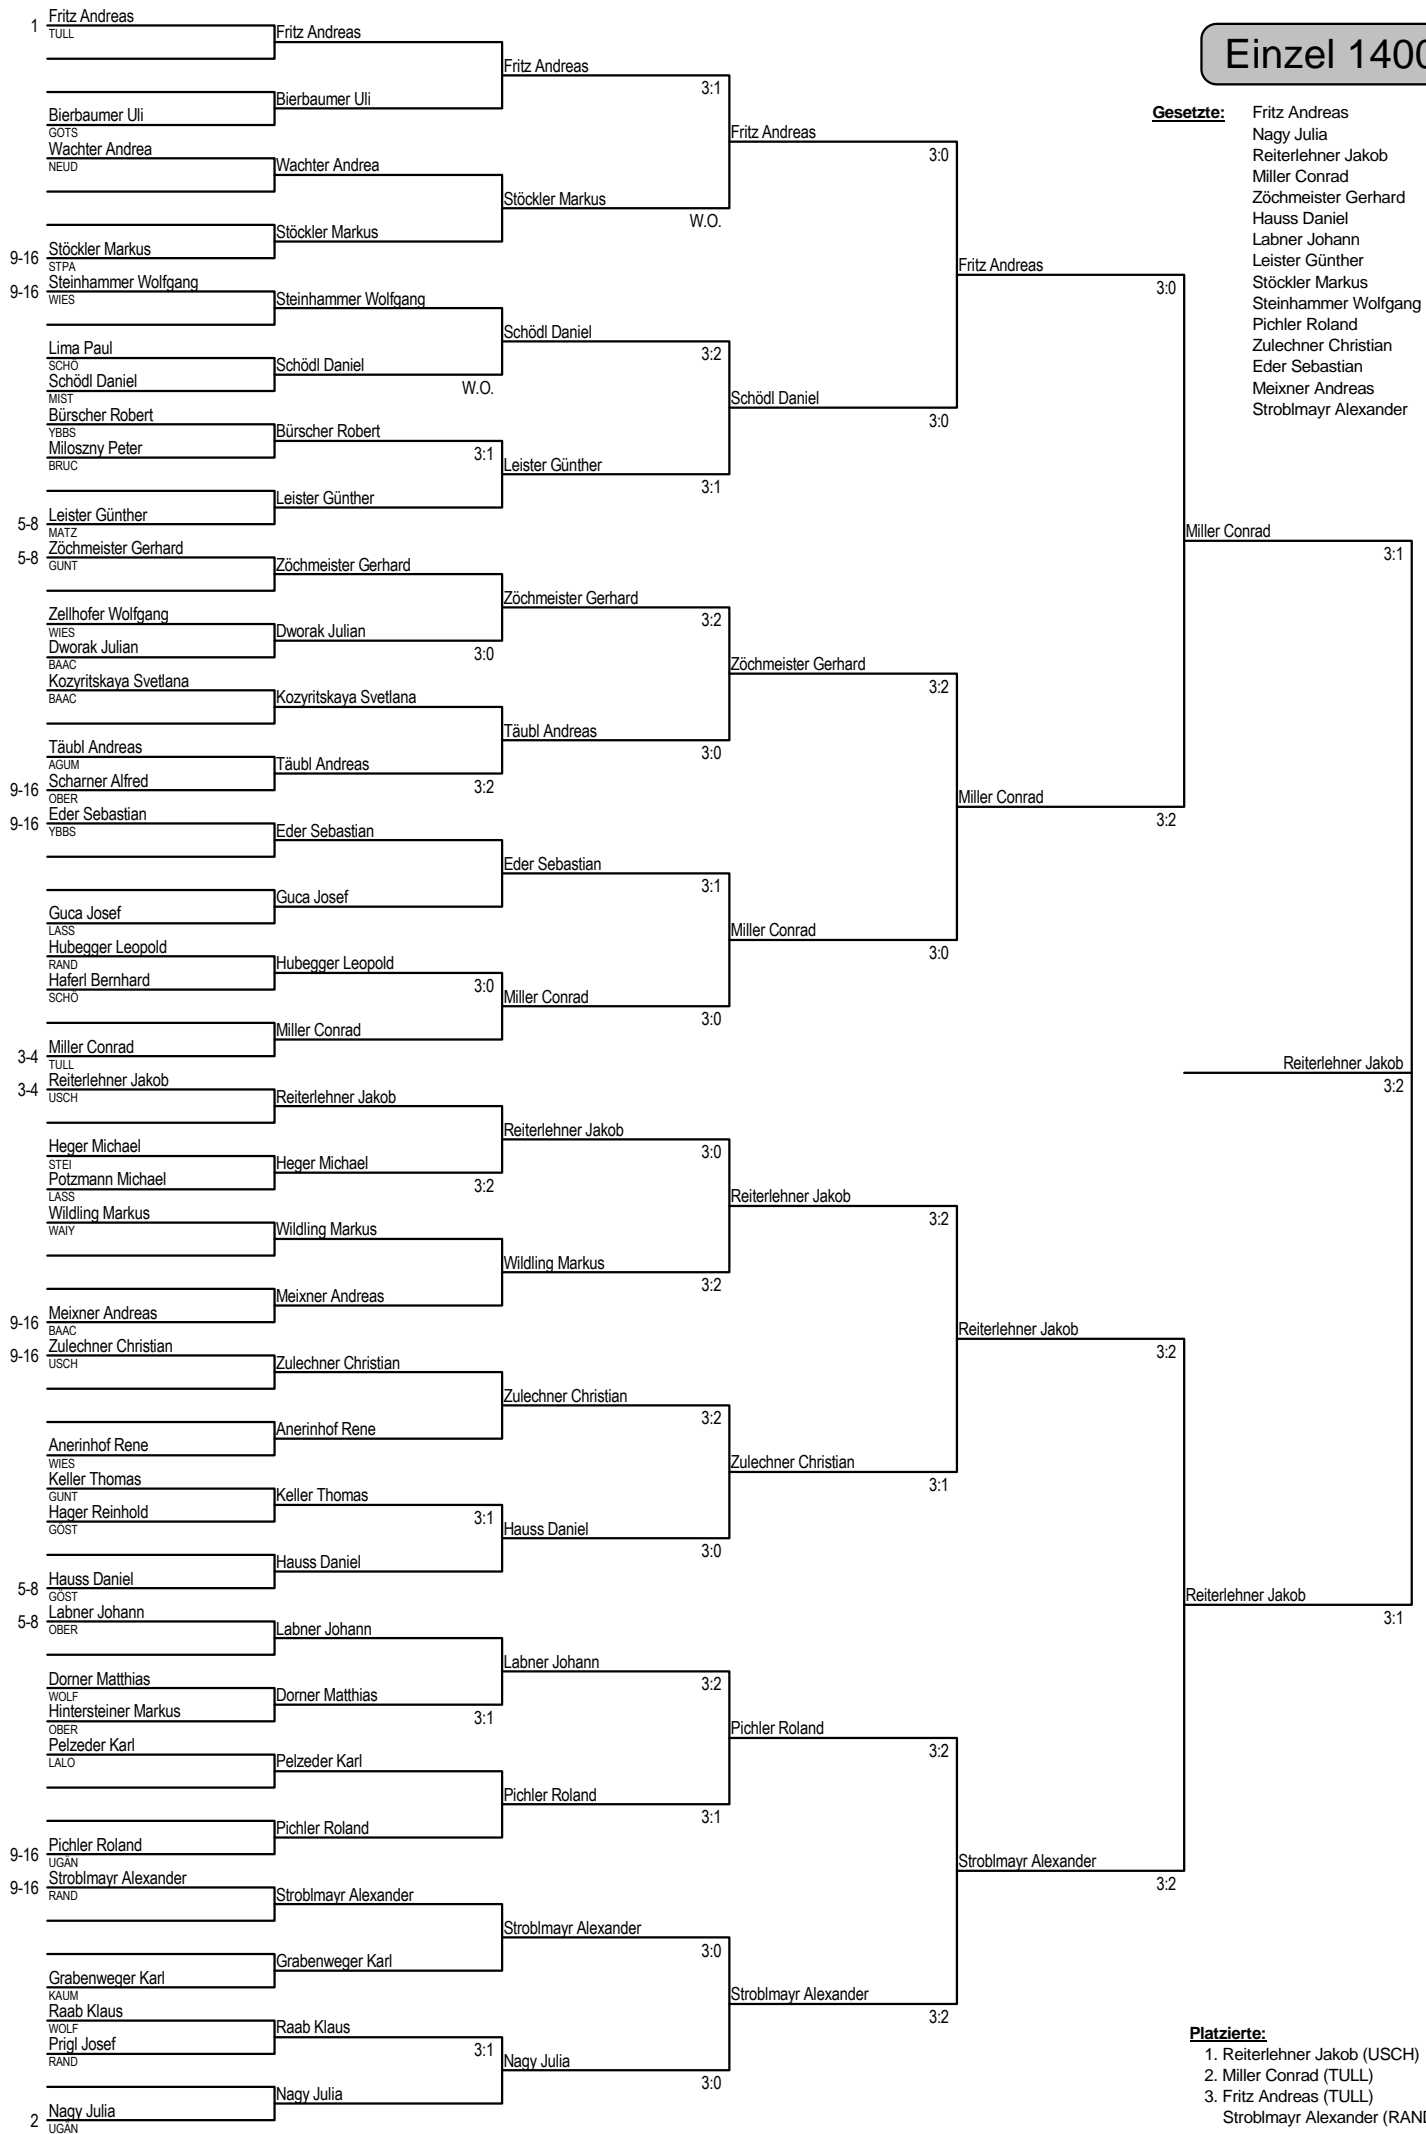 Einzel 1400
Gesetzte:
Fritz Andreas
Nagy Julia
Reiterlehner Jakob
Miller Conrad
Zöchmeister Gerhard
Hauss Daniel
Labner Johann
Leister Günther
Stöckler Markus
Steinhammer Wolfgang
Pichler Roland
Zulechner Christian
Eder Sebastian
Meixner Andreas
Stroblmayr Alexander
1 Fritz Andreas
TULL
Bierbaumer Uli
GOTS
Wachter Andrea
NEUD
9-16 Stöckler Markus
STPA
9-16 Steinhammer Wolfgang
WIES
Lima Paul
SCHÖ
Schödl Daniel
MIST
Bürscher Robert
YBBS
Miloszny Peter
BRUC
5-8 Leister Günther
MATZ
5-8 Zöchmeister Gerhard
GUNT
Zellhofer Wolfgang
WIES
Dworak Julian
BAAC
Kozyritskaya Svetlana
BAAC
Täubl Andreas
AGUM
9-16 Scharner Alfred
OBER
9-16 Eder Sebastian
YBBS
Guca Josef
LASS
Hubegger Leopold
RAND
Haferl Bernhard
SCHÖ
3-4 Miller Conrad
TULL
3-4 Reiterlehner Jakob
USCH
Heger Michael
STEI
Potzmann Michael
LASS
Wildling Markus
WAIY
9-16 Meixner Andreas
BAAC
9-16 Zulechner Christian
USCH
Anerinhof Rene
WIES
Keller Thomas
GUNT
Hager Reinhold
GÖST
5-8 Hauss Daniel
GÖST
5-8 Labner Johann
OBER
Dorner Matthias
WOLF
Hintersteiner Markus
OBER
Pelzeder Karl
LALO
9-16 Pichler Roland
UGÄN
9-16 Stroblmayr Alexander
RAND
Grabenweger Karl
KAUM
Raab Klaus
WOLF
Prigl Josef
RAND
2 Nagy Julia
UGÄN
Fritz Andreas
Bierbaumer Uli
Wachter Andrea
Stöckler Markus
Steinhammer Wolfgang
Schödl Daniel
W.O.
Bürscher Robert
3:1
Leister Günther
Zöchmeister Gerhard
Dworak Julian
3:0
Kozyritskaya Svetlana
Täubl Andreas
3:2
Eder Sebastian
Guca Josef
Hubegger Leopold
3:0
Miller Conrad
Reiterlehner Jakob
Heger Michael
3:2
Wildling Markus
Meixner Andreas
Zulechner Christian
Anerinhof Rene
Keller Thomas
3:1
Hauss Daniel
Labner Johann
Dorner Matthias
3:1
Pelzeder Karl
Pichler Roland
Stroblmayr Alexander
Grabenweger Karl
Raab Klaus
3:1
Nagy Julia
Fritz Andreas
3:1
Stöckler Markus
W.O.
Schödl Daniel
3:2
Leister Günther
3:1
Zöchmeister Gerhard
3:2
Täubl Andreas
3:0
Eder Sebastian
3:1
Miller Conrad
3:0
Reiterlehner Jakob
3:0
Wildling Markus
3:2
Zulechner Christian
3:2
Hauss Daniel
3:0
Labner Johann
3:2
Pichler Roland
3:1
Stroblmayr Alexander
3:0
Nagy Julia
3:0
Fritz Andreas
3:0
Schödl Daniel
3:0
Zöchmeister Gerhard
3:2
Miller Conrad
3:0
Reiterlehner Jakob
3:2
Zulechner Christian
3:1
Pichler Roland
3:2
Stroblmayr Alexander
3:2
Fritz Andreas
3:0
Miller Conrad
3:2
Reiterlehner Jakob
3:2
Stroblmayr Alexander
3:2
Miller Conrad
3:1
Reiterlehner Jakob
3:1
Reiterlehner Jakob
3:2
Platzierte:
1. Reiterlehner Jakob (USCH)
2. Miller Conrad (TULL)
3. Fritz Andreas (TULL)
Stroblmayr Alexander (RAND